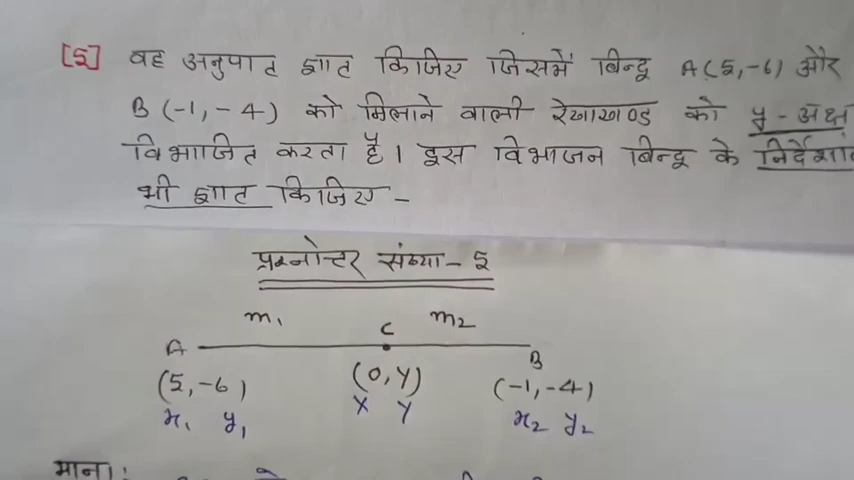 [5] वह अनुपात ज्ञात किजिए जिसमें बिन्दू A(5,-6) और
B (-1,-4) को मिलाने वाली रेखाखण्ड को y-अक्ष
विभाजित करता है। इस विभाजन बिन्दू के निर्देशां
भी ज्ञात किजिए -
प्रश्नोत्तर संख्या - 5
m₁ C m₂
A B
(5,-6) (0,Y) (-1,-4)
x₁ y₁ X Y x₂ y₂
माना: